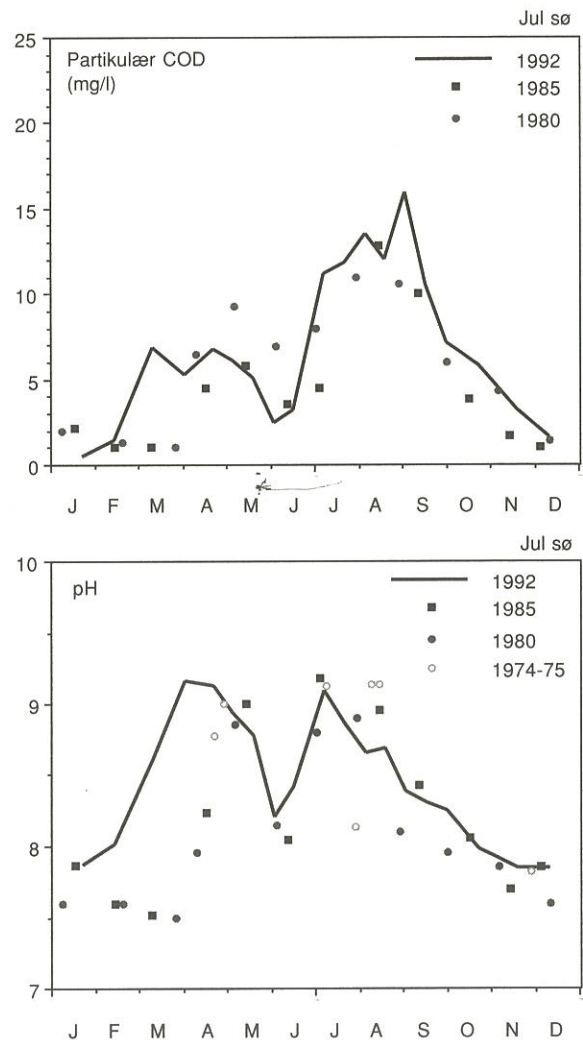 Jul sø
25
20
15
10
5
0
Partikulær COD
(mg/l)
1992
1985
1980
J F M A M J J A S O N D
Jul sø
10
9
8
7
pH
1992
1985
1980
1974-75
J F M A M J J A S O N D